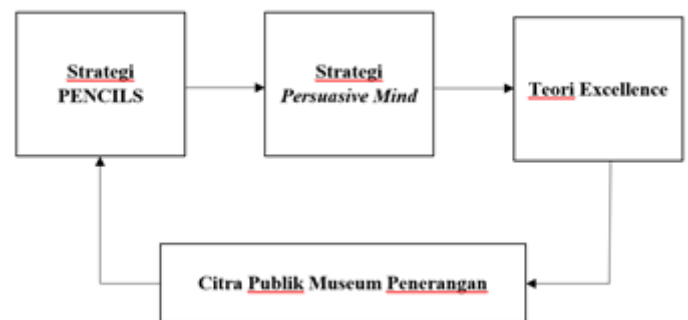 Strategi
PENCILS
Strategi
Persuasive Mind
Teori Excellence
Citra Publik Museum Penerangan